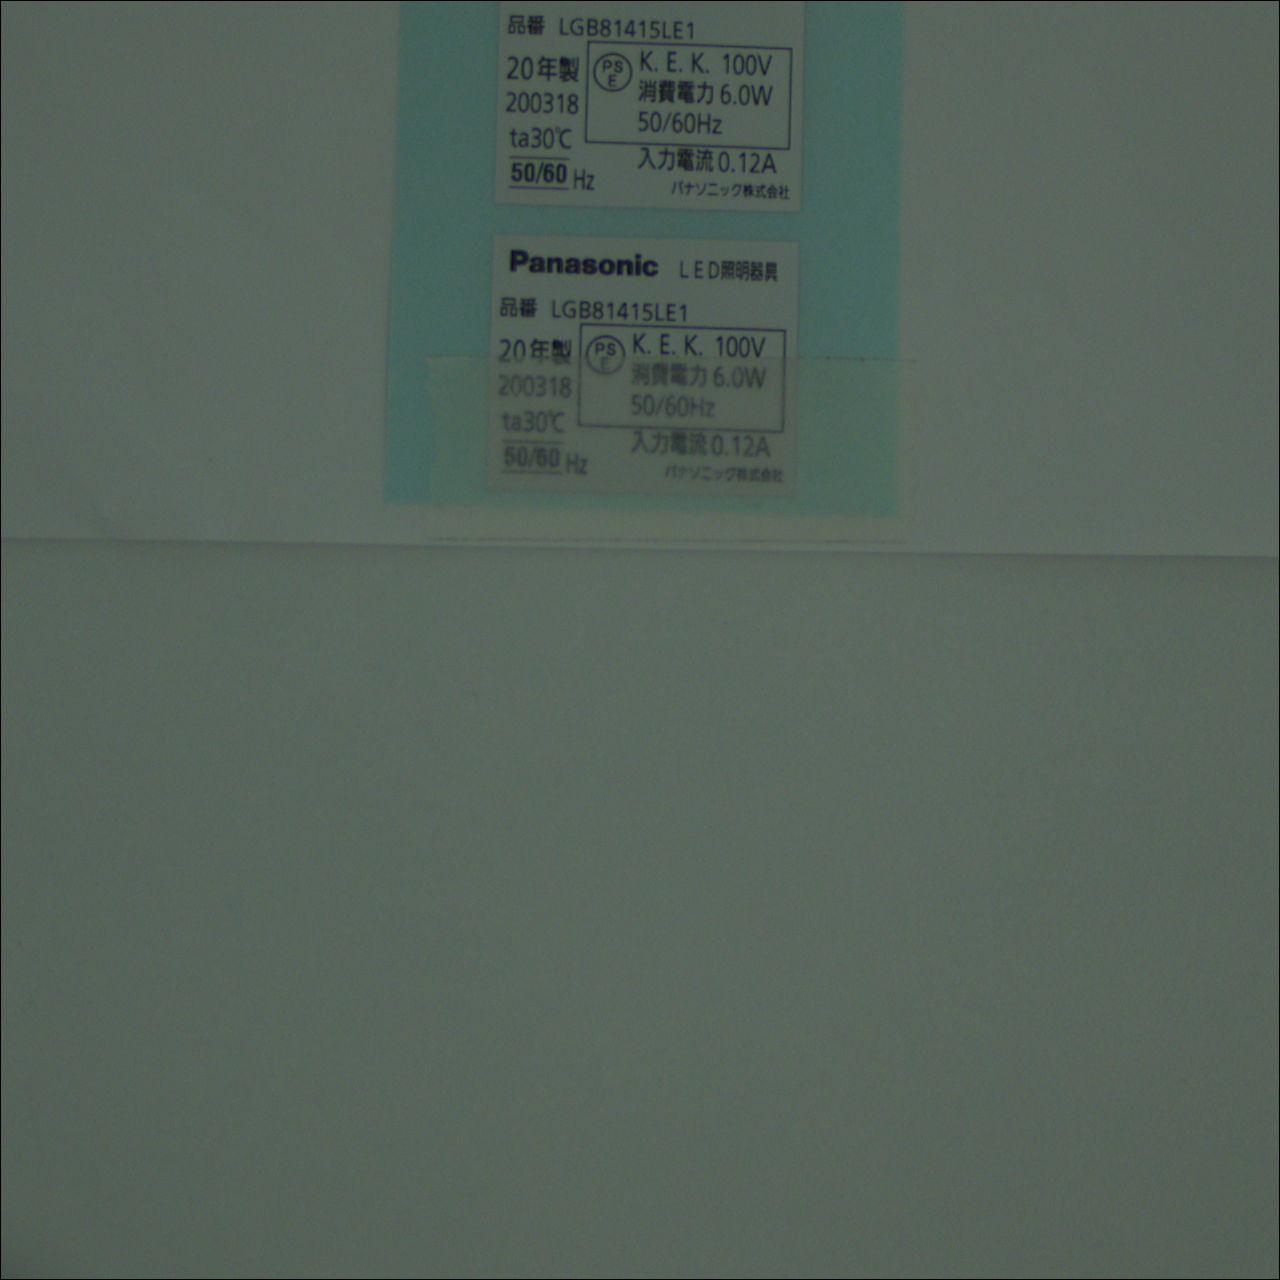 品番 LGB81415LE1
20年製 PS E K. E. K. 100V
200318 消費電力 6.0W
50/60Hz
ta30℃
入力電流 0.12A
50/60 Hz
パナソニック株式会社
Panasonic LED照明器具
品番 LGB81415LE1
20年製 PS E K. E. K. 100V
200318 消費電力 6.0W
50/60Hz
ta30℃
入力電流 0.12A
50/60 Hz
パナソニック株式会社